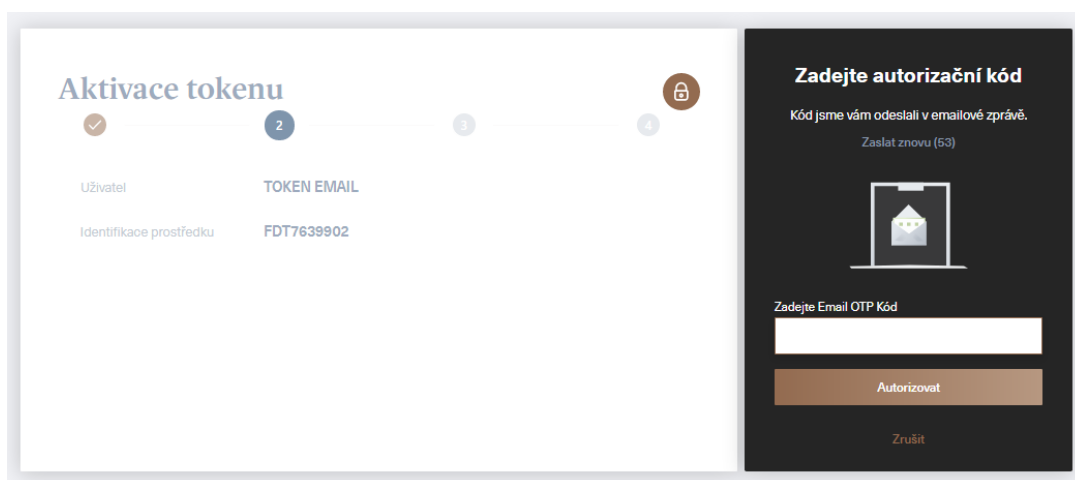 Aktivace tokenu
2
3
4
Uživatel TOKEN EMAIL
Identifikace prostředku FDT7639902
Zadejte autorizační kód
Kód jsme vám odeslali v emailové zprávě.
Zaslat znovu (53)
Zadejte Email OTP Kód
Autorizovat
Zrušit